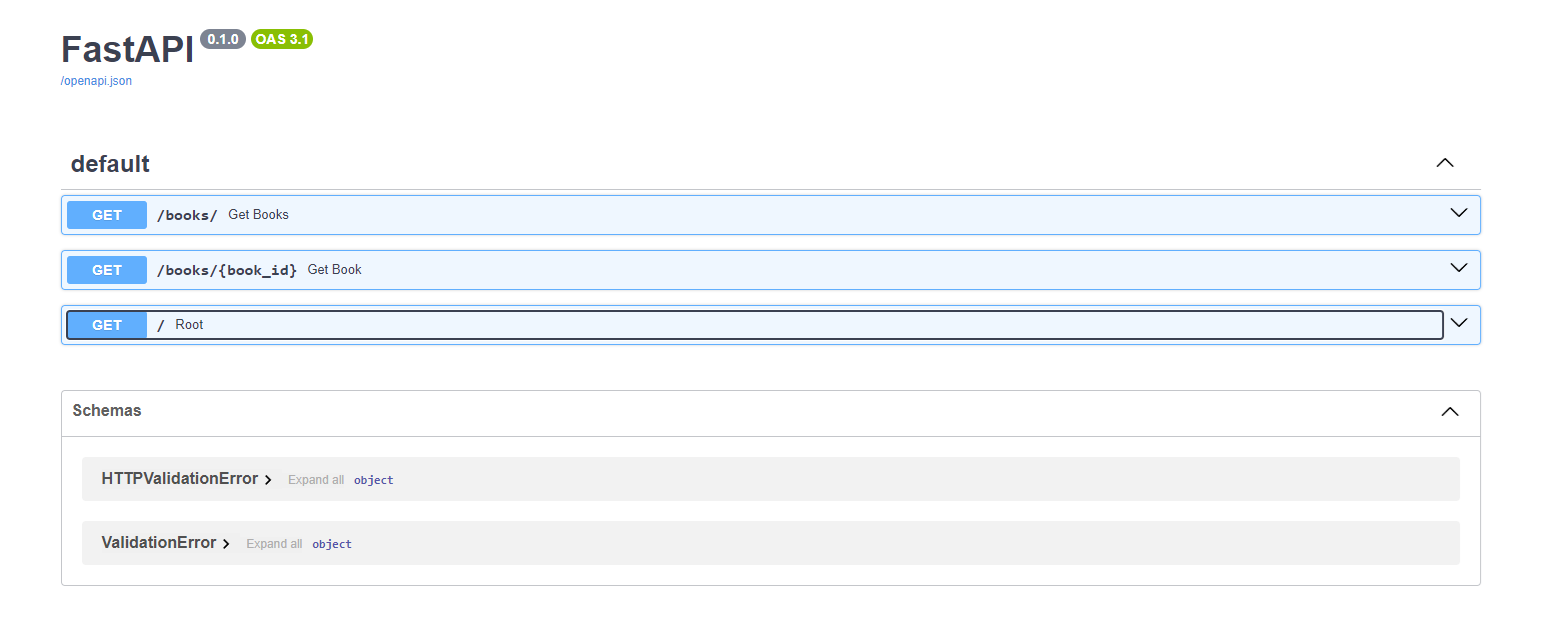 FastAPI 0.1.0 OAS 3.1
/openapi.json
default
GET /books/ Get Books
GET /books/{book_id} Get Book
GET / Root
Schemas
HTTPValidationError Expand all object
ValidationError Expand all object